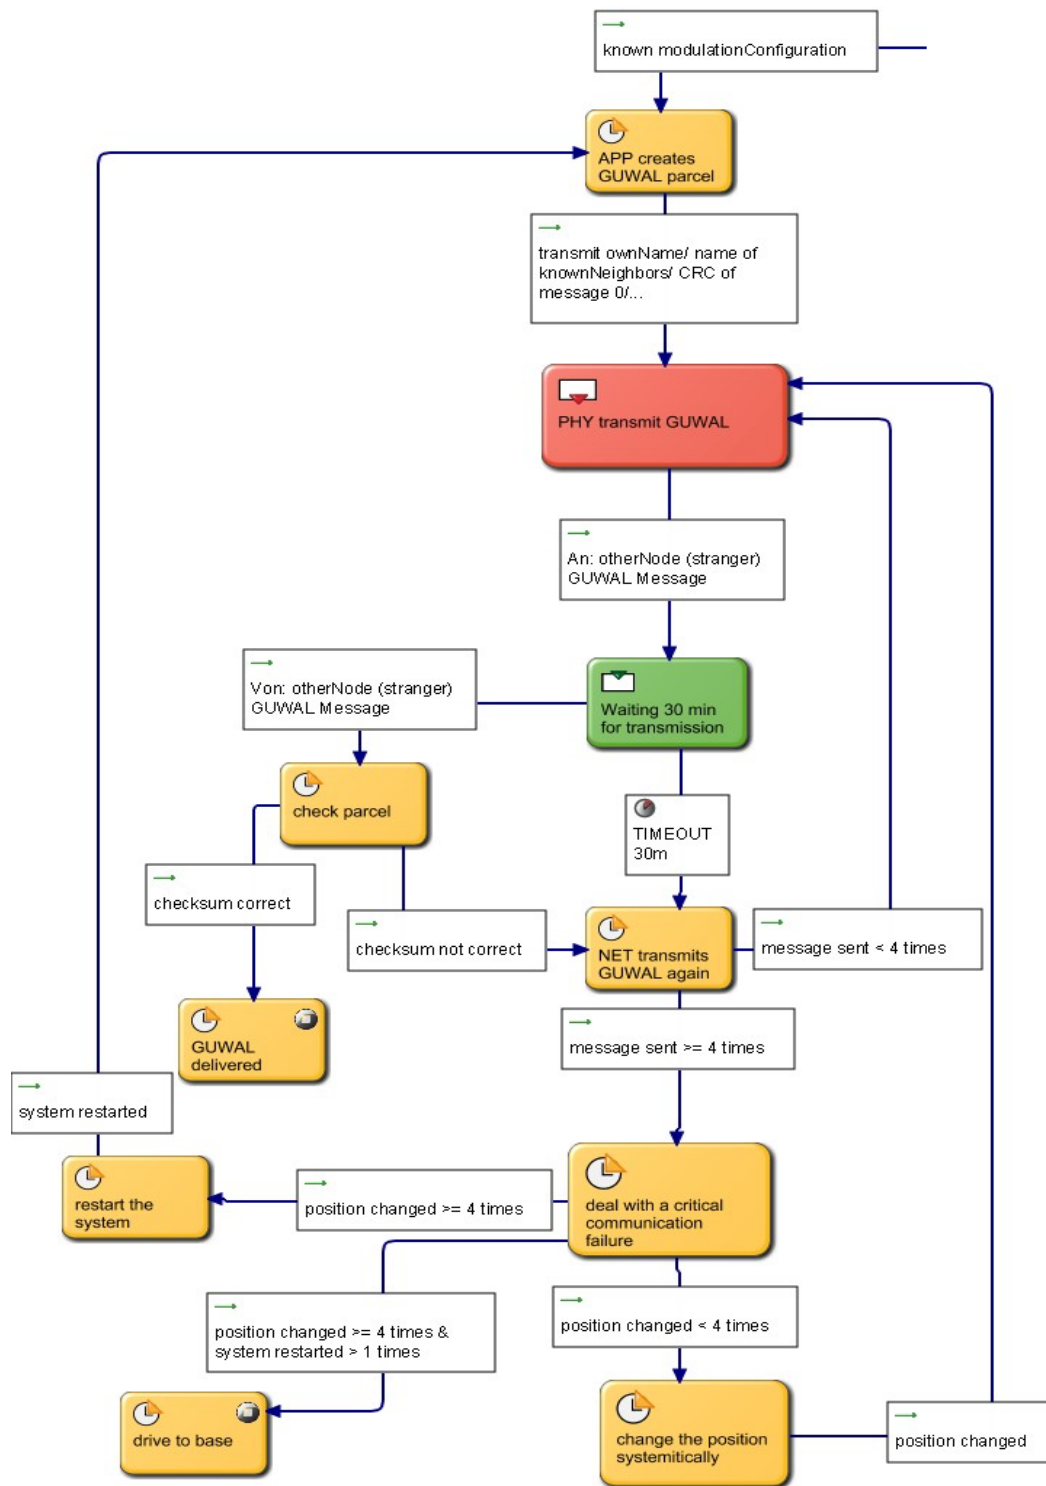 known modulationConfiguration
APP creates
GUWAL parcel
transmit ownName/ name of
knownNeighbors/ CRC of
message 0/...
PHY transmit GUWAL
An: otherNode (stranger)
GUWAL Message
Von: otherNode (stranger)
GUWAL Message
Waiting 30 min
for transmission
check parcel
TIMEOUT
30m
checksum correct
checksum not correct
NET transmits
GUWAL again
message sent < 4 times
GUWAL
delivered
message sent >= 4 times
system restarted
restart the
system
position changed >= 4 times
deal with a critical
communication
failure
position changed >= 4 times &
system restarted > 1 times
position changed < 4 times
drive to base
change the position
systemitically
position changed